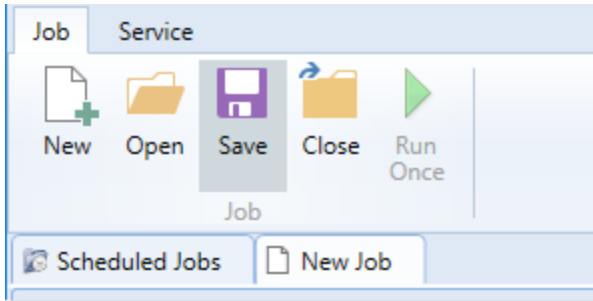 Job Service
New Open Save Close Run
Once
Job
Scheduled Jobs New Job